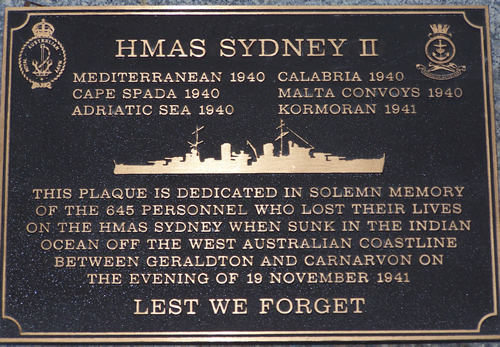 HMAS SYDNEY II
MEDITERRANEAN 1940 CALABRIA 1940
CAPE SPADA 1940 MALTA CONVOYS 1940
ADRIATIC SEA 1940 KORMORAN 1941
THIS PLAQUE IS DEDICATED IN SOLEMN MEMORY
OF THE 645 PERSONNEL WHO LOST THEIR LIVES
ON THE HMAS SYDNEY WHEN SUNK IN THE INDIAN
OCEAN OFF THE WEST AUSTRALIAN COASTLINE
BETWEEN GERALDTON AND CARNARVON ON
THE EVENING OF 19 NOVEMBER 1941
LEST WE FORGET